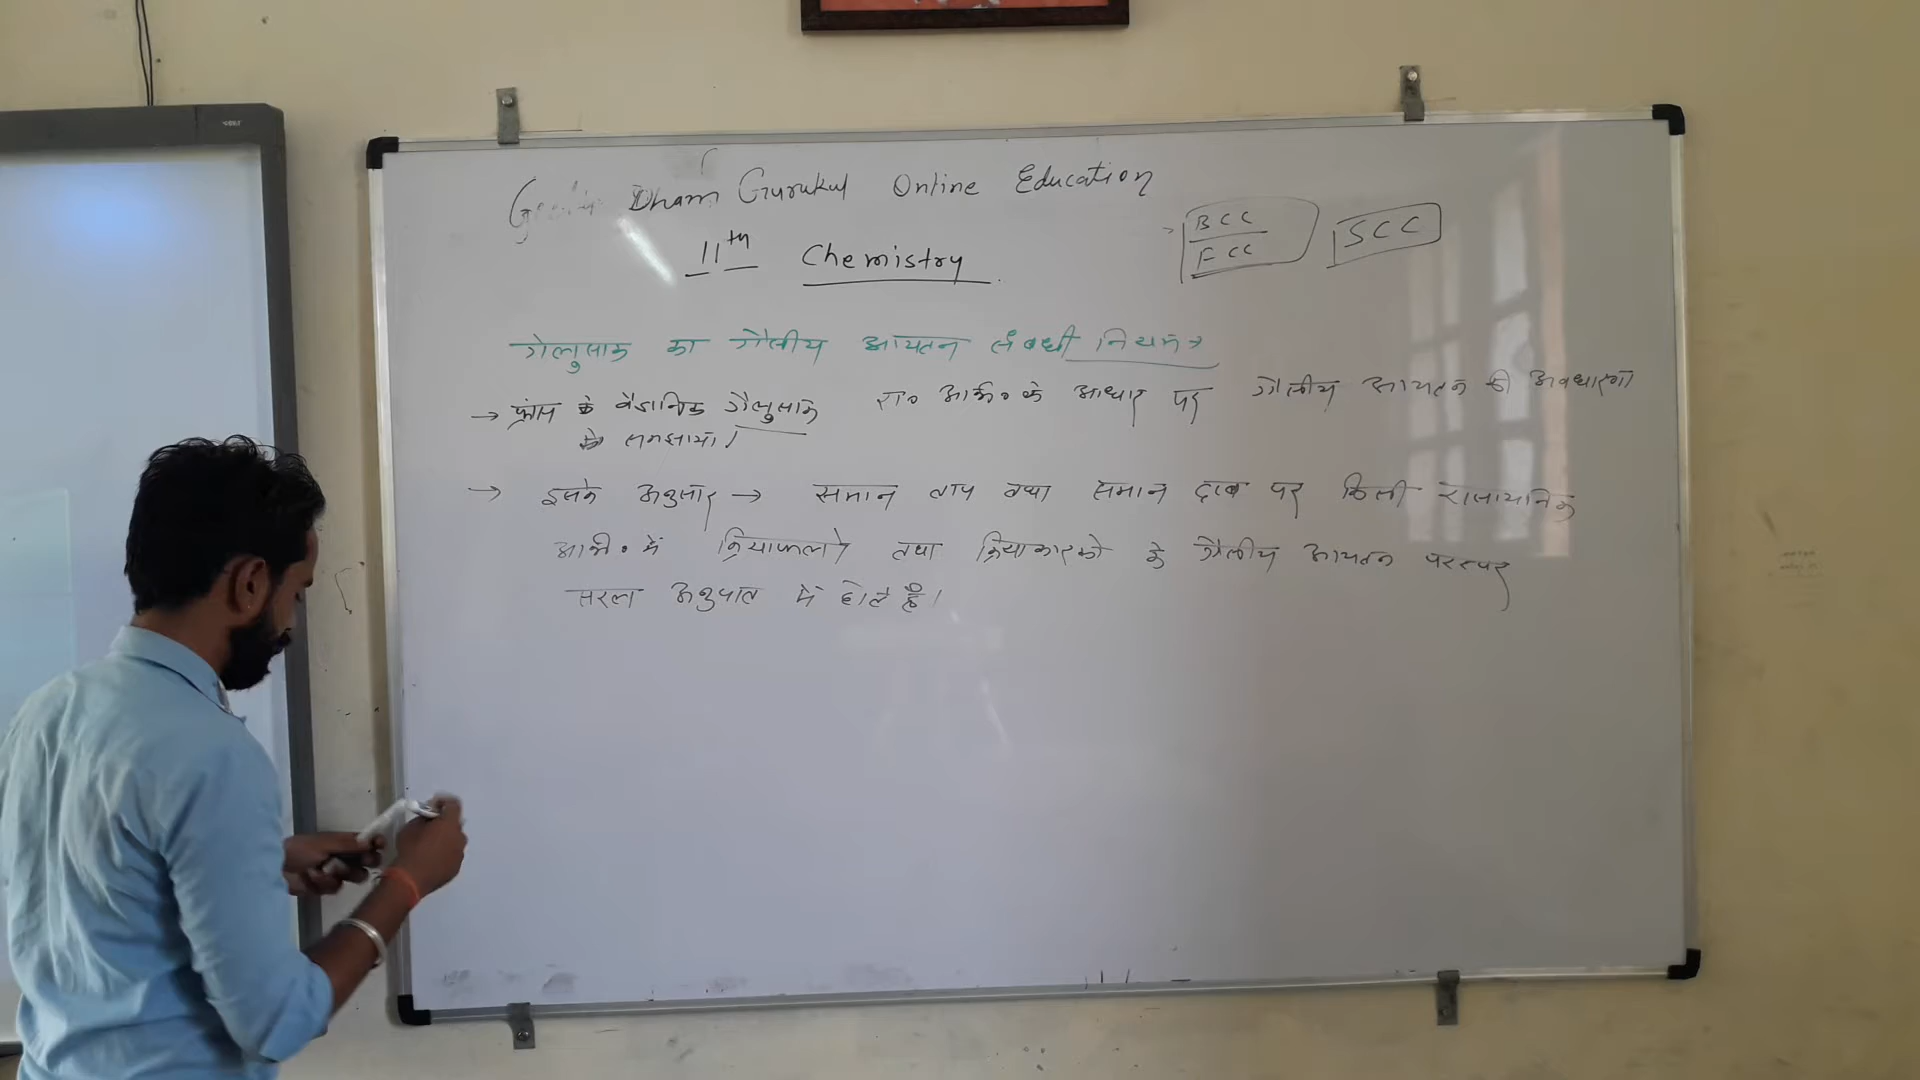 Dham Gurukul Online Education
11th Chemistry
BCC
FCC
SCC
गेलुसाक का गैसीय आयतन संबधी नियम →
→ फ्रांस के वैज्ञानिक गैलुसाक रा० अभि० के आधार पर गैसीय आयतन की अवधारणा
समझाया।
→ इसके अनुसार → समान ताप तथा समान दाब पर किसी रासायनिक
अभि. में क्रियाफलो तथा क्रियाकारको के गैसीय आयतन परस्पर
सरल अनुपात में होते है।